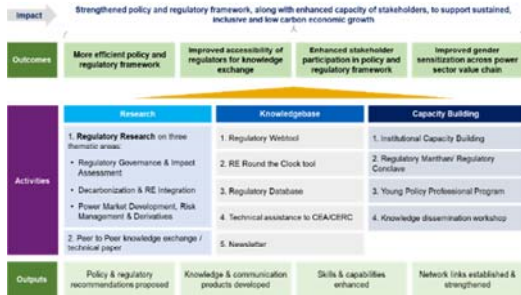 Impact
Strengthened policy and regulatory framework, along with enhanced capacity of stakeholders, to support sustained,
inclusive and low carbon economic growth
Outcomes
More efficient policy and
regulatory framework
Improved accessibility of
regulators for knowledge
exchange
Enhanced stakeholder
participation in policy and
regulatory framework
Improved gender
sensitization across power
sector value chain
Activities
Research
1. Regulatory Research on three
thematic areas:
• Regulatory Governance & Impact
Assessment
• Decarbonization & RE Integration
• Power Market Development, Risk
Management & Derivatives
2. Peer to Peer knowledge exchange /
technical paper
Knowledgebase
1. Regulatory Webtool
2. RE Round the Clock tool
3. Regulatory Database
4. Technical assistance to CEA/CERC
5. Newsletter
Capacity Building
1. Institutional Capacity Building
2. Regulatory Manthan/ Regulatory
Conclave
3. Young Policy Professional Program
4. Knowledge dissemination workshop
Outputs
Policy & regulatory
recommendations proposed
Knowledge & communication
products developed
Skills & capabilities
enhanced
Network links established &
strengthened